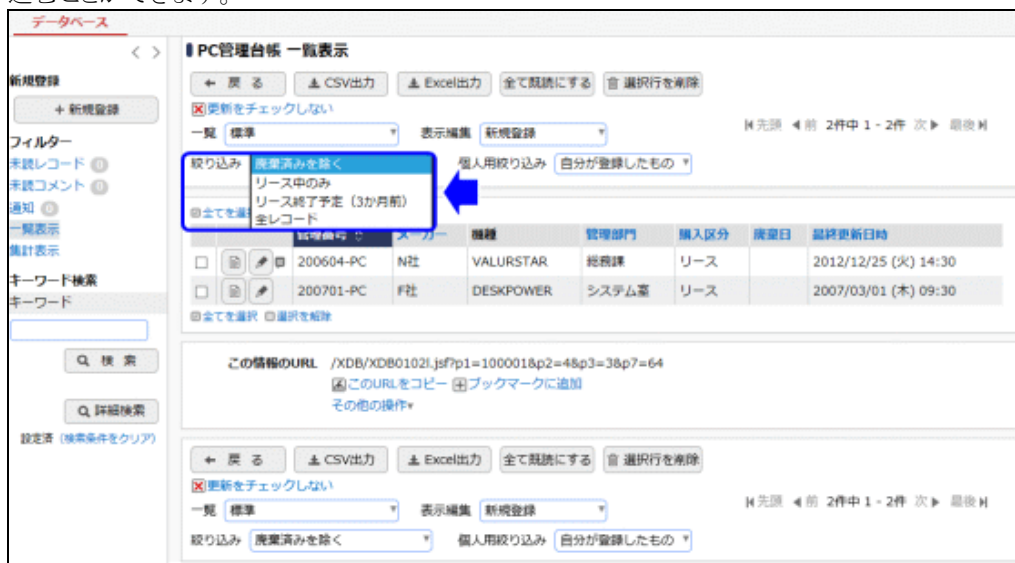 データベース
新規登録
+ 新規登録
フィルター
未読レコード 0
未読コメント 0
通知 0
一覧表示
集計表示
キーワード検索
キーワード
検 索
詳細検索
設定済 (検索条件をクリア)
PC管理台帳 一覧表示
戻 る CSV出力 Excel出力 全て既読にする 選択行を削除
更新をチェックしない
一覧 標準 表示編集 新規登録 先頭 前 2件中 1 - 2件 次 最後
絞り込み 廃棄済みを除く 個人用絞り込み 自分が登録したもの
リース中のみ
リース終了予定（3か月前）
全レコード
管理番号 メーカー 機種 管理部門 購入区分 廃棄日 最終更新日時
200604-PC N社 VALURSTAR 総務課 リース 2012/12/25 (火) 14:30
200701-PC F社 DESKPOWER システム室 リース 2007/03/01 (木) 09:30
全てを選択 選択を解除
この情報のURL /XDB/XDB0102l.jsf?p1=100001&p2=4&p3=3&p7=64
このURLをコピー ブックマークに追加
その他の操作
戻 る CSV出力 Excel出力 全て既読にする 選択行を削除
更新をチェックしない
一覧 標準 表示編集 新規登録 先頭 前 2件中 1 - 2件 次 最後
絞り込み 廃棄済みを除く 個人用絞り込み 自分が登録したもの